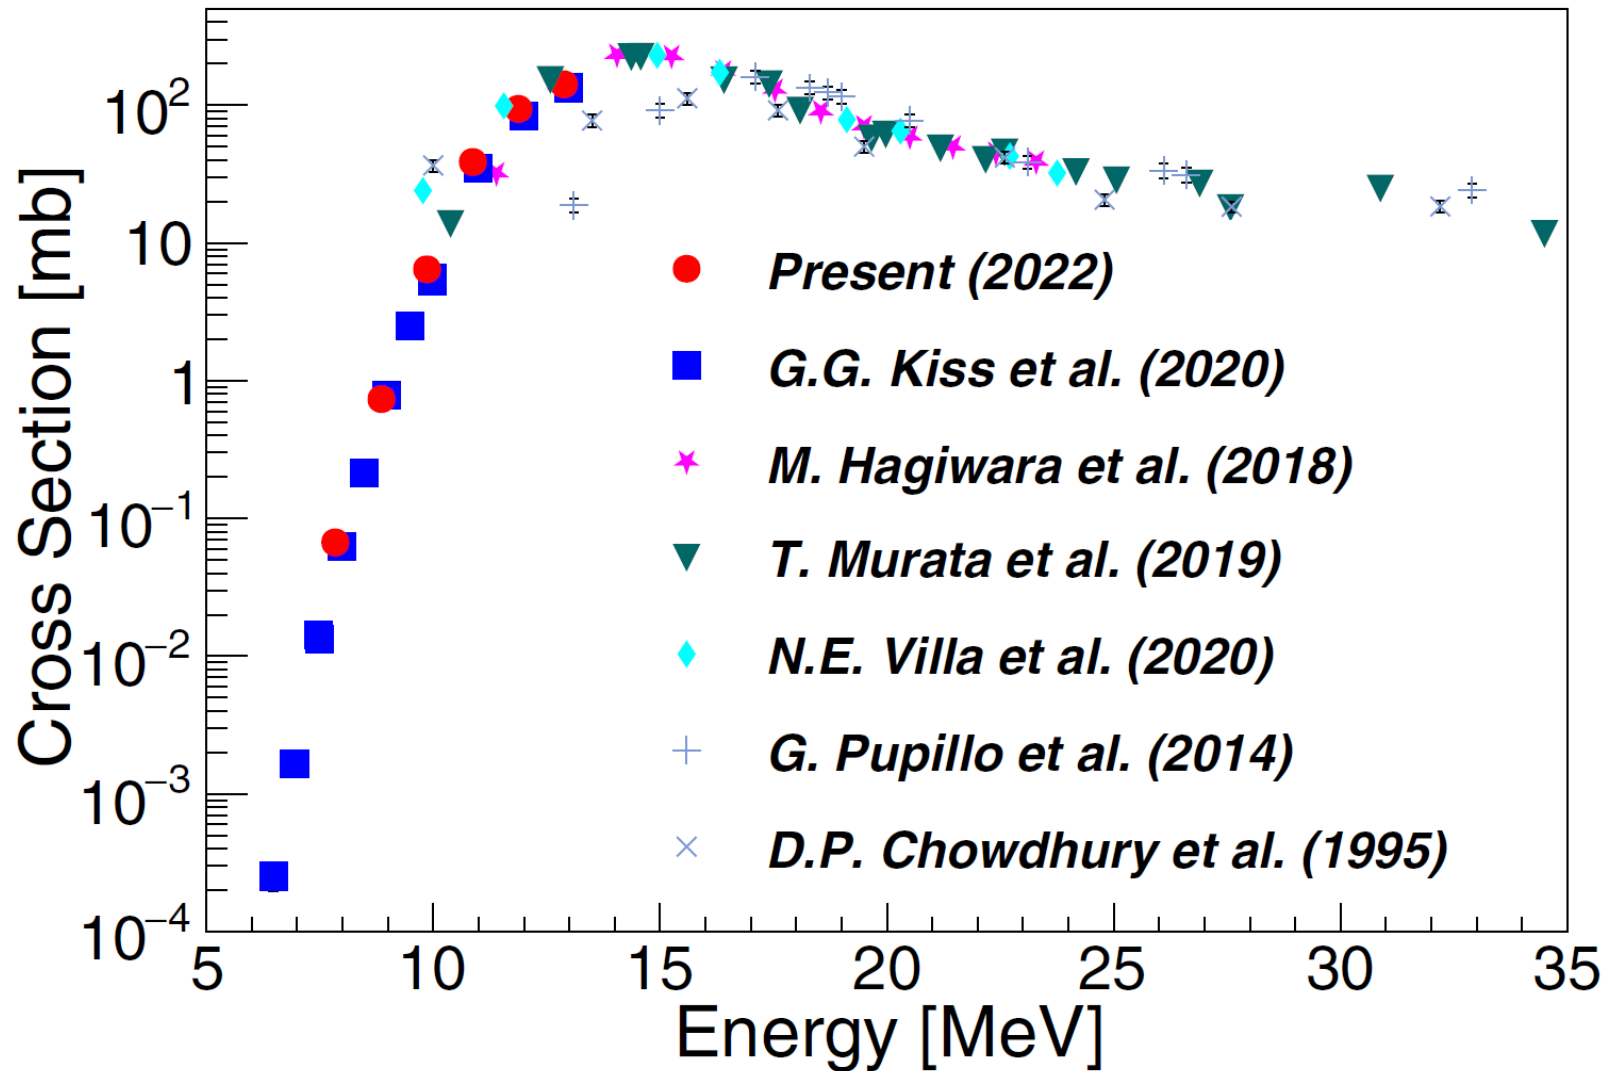 Cross Section [mb]
10²
10
1
10⁻¹
10⁻²
10⁻³
10⁻⁴
Present (2022)
G.G. Kiss et al. (2020)
M. Hagiwara et al. (2018)
T. Murata et al. (2019)
N.E. Villa et al. (2020)
G. Pupillo et al. (2014)
D.P. Chowdhury et al. (1995)
5 10 15 20 25 30 35
Energy [MeV]